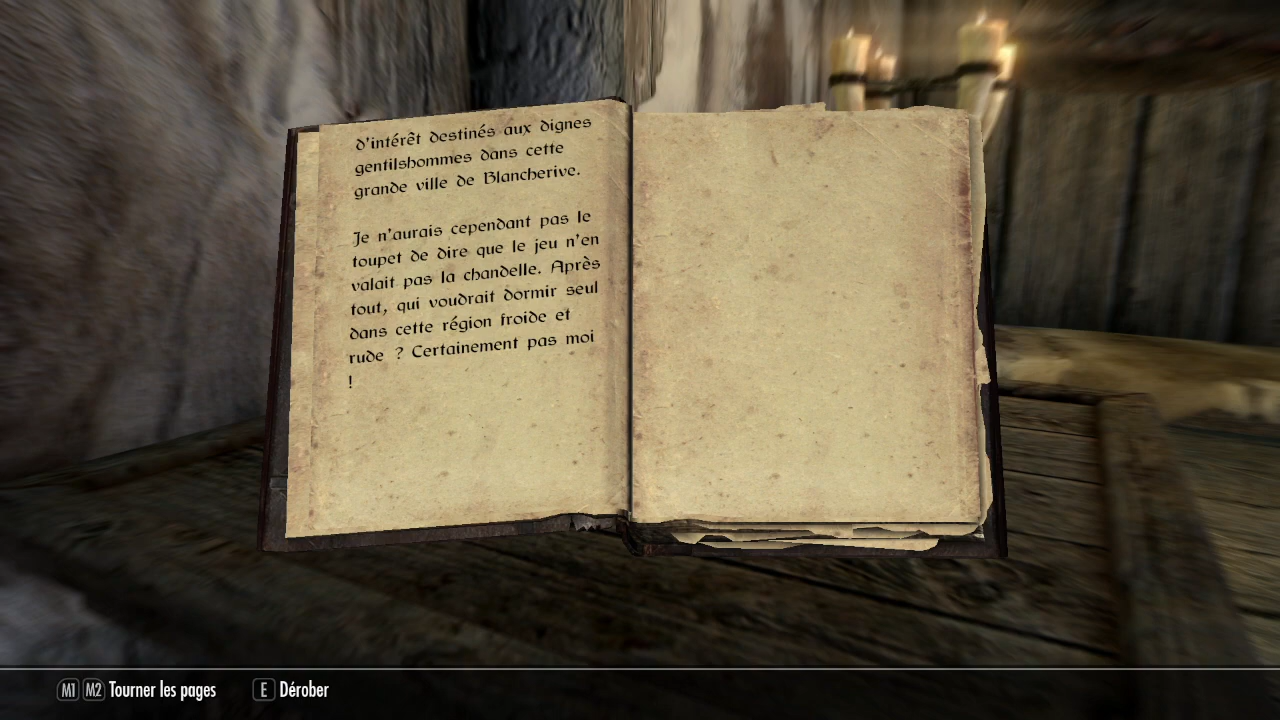 d'intérêt destinés aux dignes
gentilshommes dans cette
grande ville de Blancherive.

Je n'aurais cependant pas le
toupet de dire que le jeu n'en
valait pas la chandelle. Après
tout, qui voudrait dormir seul
dans cette région froide et
rude ? Certainement pas moi
!

M1 M2 Tourner les pages E Dérober